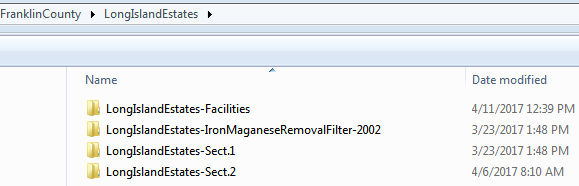 FranklinCounty ▸ LongIslandEstates ▸
Name Date modified
LongIslandEstates-Facilities 4/11/2017 12:39 PM
LongIslandEstates-IronMaganeseRemovalFilter-2002 3/23/2017 1:48 PM
LongIslandEstates-Sect.1 3/23/2017 1:48 PM
LongIslandEstates-Sect.2 4/6/2017 8:10 AM